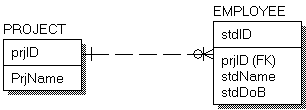 PROJECT
prjID
PrjName
EMPLOYEE
stdID
prjID (FK)
stdName
stdDoB